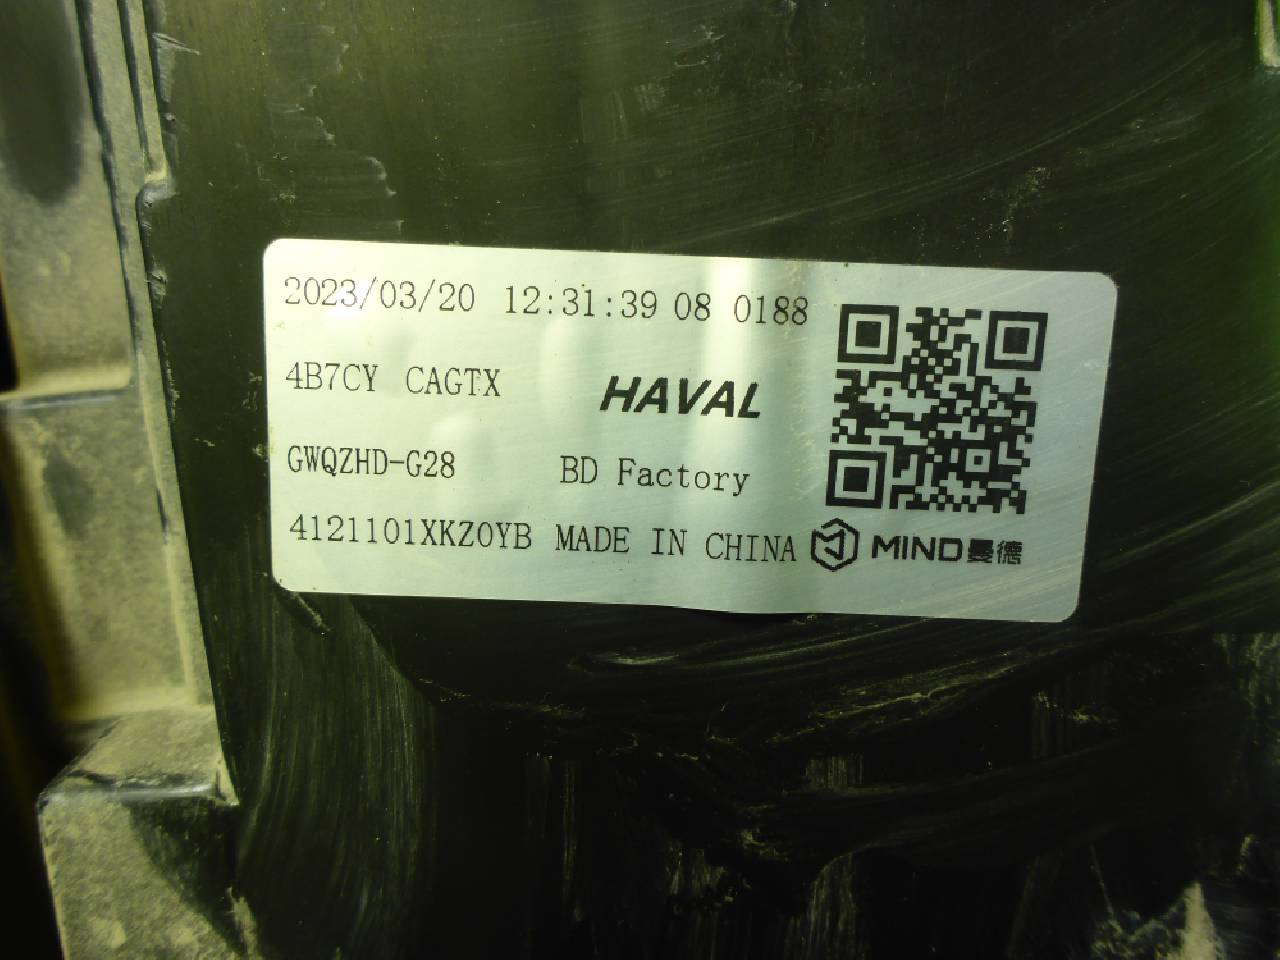 2023/03/20 12:31:39 08 0188
4B7CY CAGTX HAVAL
GWQZHD-G28 BD Factory
4121101XKZ0YB MADE IN CHINA MIND曼德